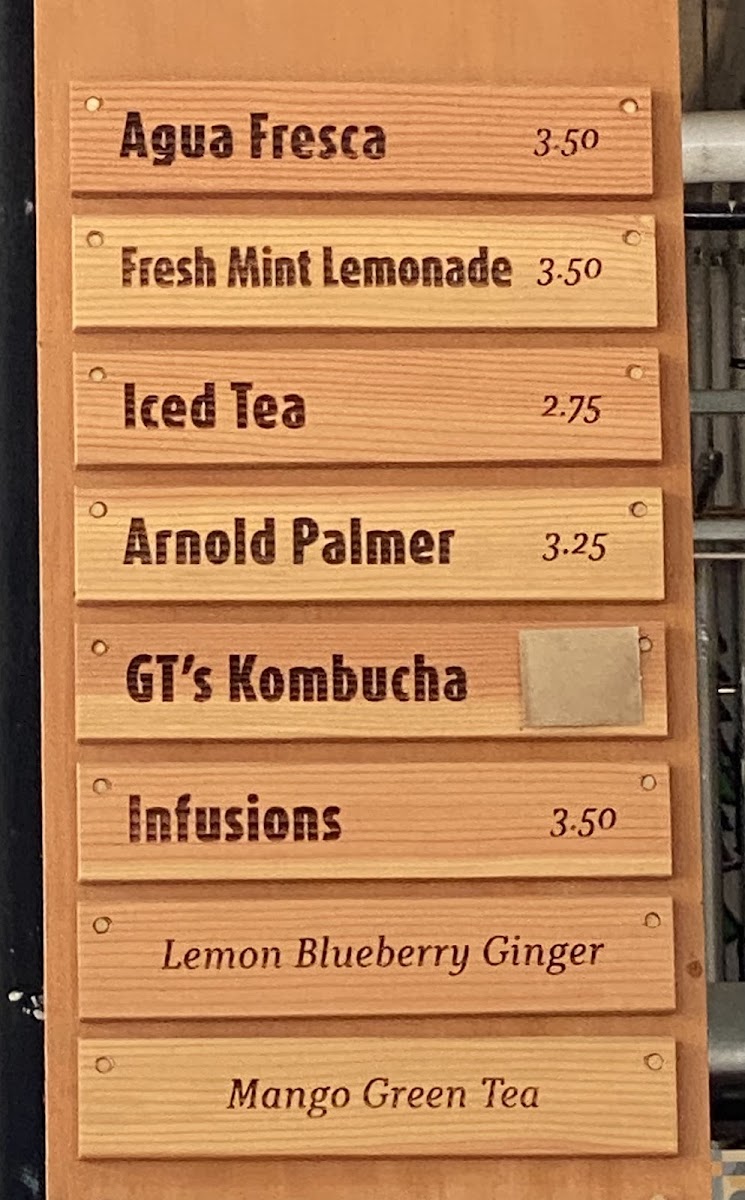 Agua Fresca 3.50
Fresh Mint Lemonade 3.50
Iced Tea 2.75
Arnold Palmer 3.25
GT's Kombucha
Infusions 3.50
Lemon Blueberry Ginger
Mango Green Tea